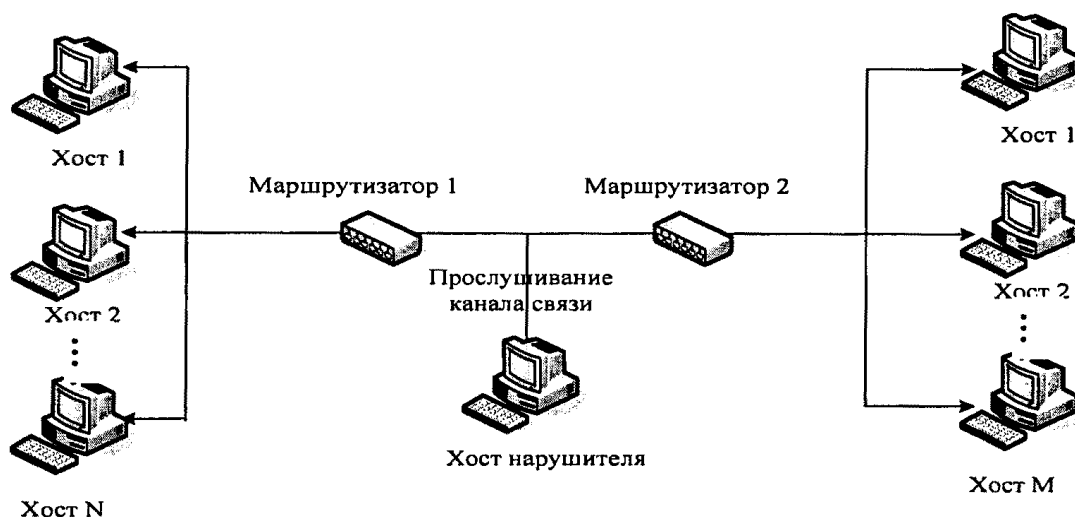 Хост 1
Хост 1
Маршрутизатор 1
Маршрутизатор 2
Прослушивание
канала связи
Хост 2
Хост 2
Хост нарушителя
Хост N
Хост M